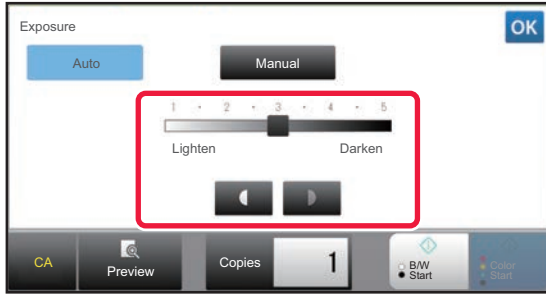 Exposure
OK
Auto
Manual
1 · 2 · 3 · 4 · 5
Lighten
Darken
CA
Preview
Copies
1
B/W
Start
Color
Start